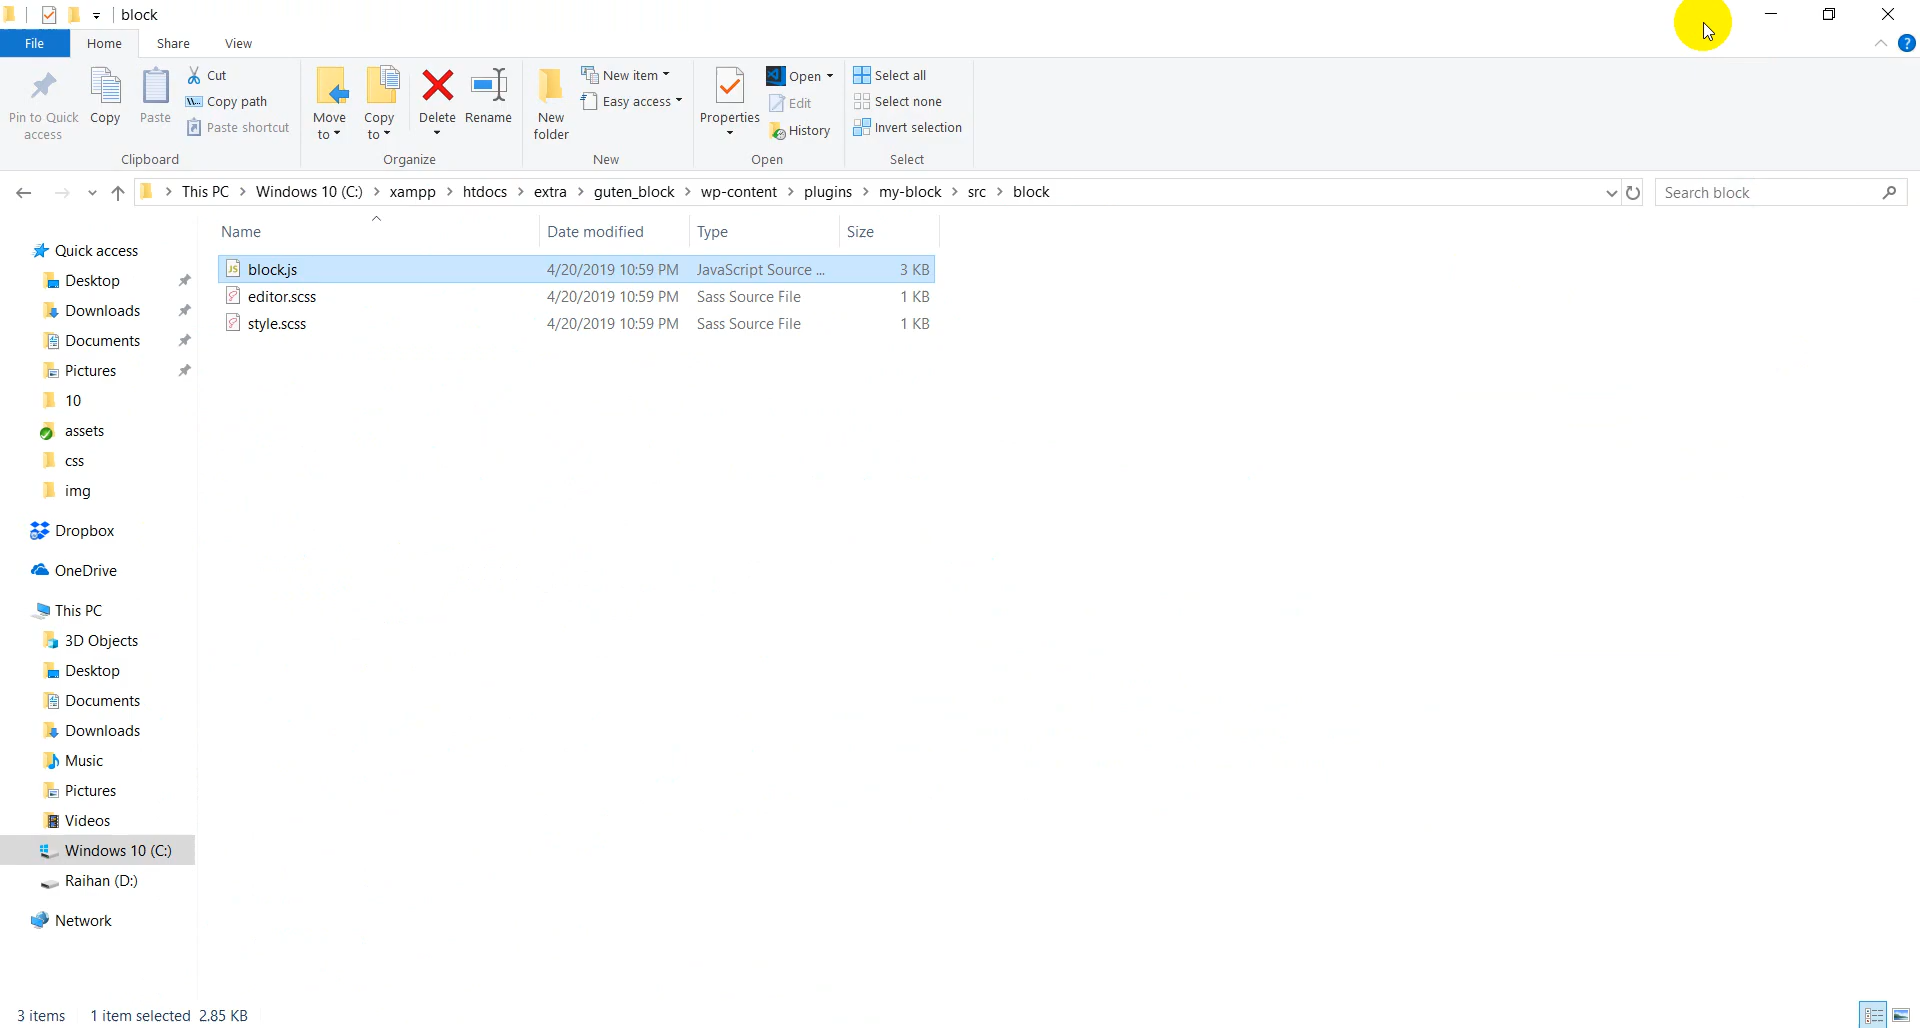 block
File Home Share View
Pin to Quick access
Copy
Paste
Cut
Copy path
Paste shortcut
Clipboard
Move to
Copy to
Delete
Rename
Organize
New folder
New item
Easy access
New
Properties
Open
Edit
History
Open
Select all
Select none
Invert selection
Select
This PC > Windows 10 (C:) > xampp > htdocs > extra > guten_block > wp-content > plugins > my-block > src > block
Search block
Name Date modified Type Size
block.js 4/20/2019 10:59 PM JavaScript Source ... 3 KB
editor.scss 4/20/2019 10:59 PM Sass Source File 1 KB
style.scss 4/20/2019 10:59 PM Sass Source File 1 KB
Quick access
Desktop
Downloads
Documents
Pictures
10
assets
css
img
Dropbox
OneDrive
This PC
3D Objects
Desktop
Documents
Downloads
Music
Pictures
Videos
Windows 10 (C:)
Raihan (D:)
Network
3 items 1 item selected 2.85 KB